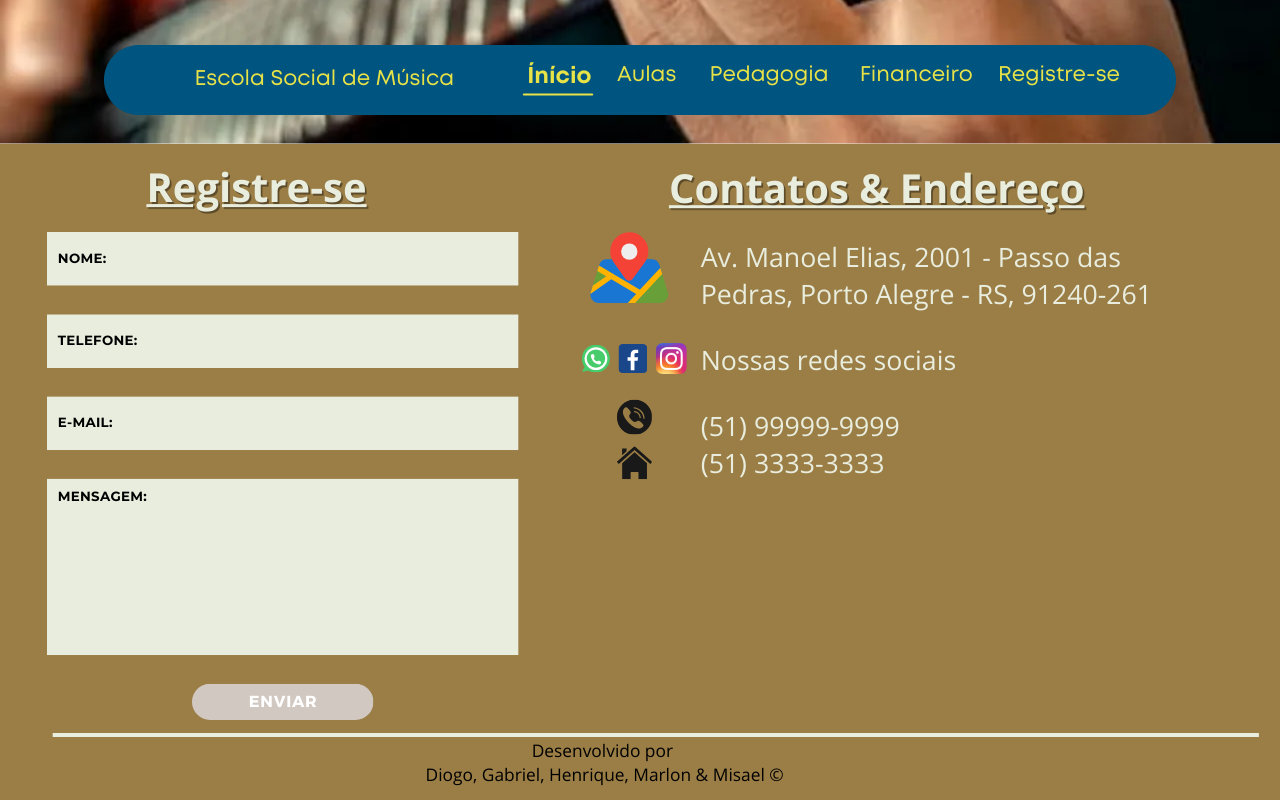 Escola Social de Música
Ínício
Aulas
Pedagogia
Financeiro
Registre-se
Registre-se
NOME:
TELEFONE:
E-MAIL:
MENSAGEM:
ENVIAR
Contatos & Endereço
Av. Manoel Elias, 2001 - Passo das
Pedras, Porto Alegre - RS, 91240-261
Nossas redes sociais
(51) 99999-9999
(51) 3333-3333
Desenvolvido por
Diogo, Gabriel, Henrique, Marlon & Misael ©